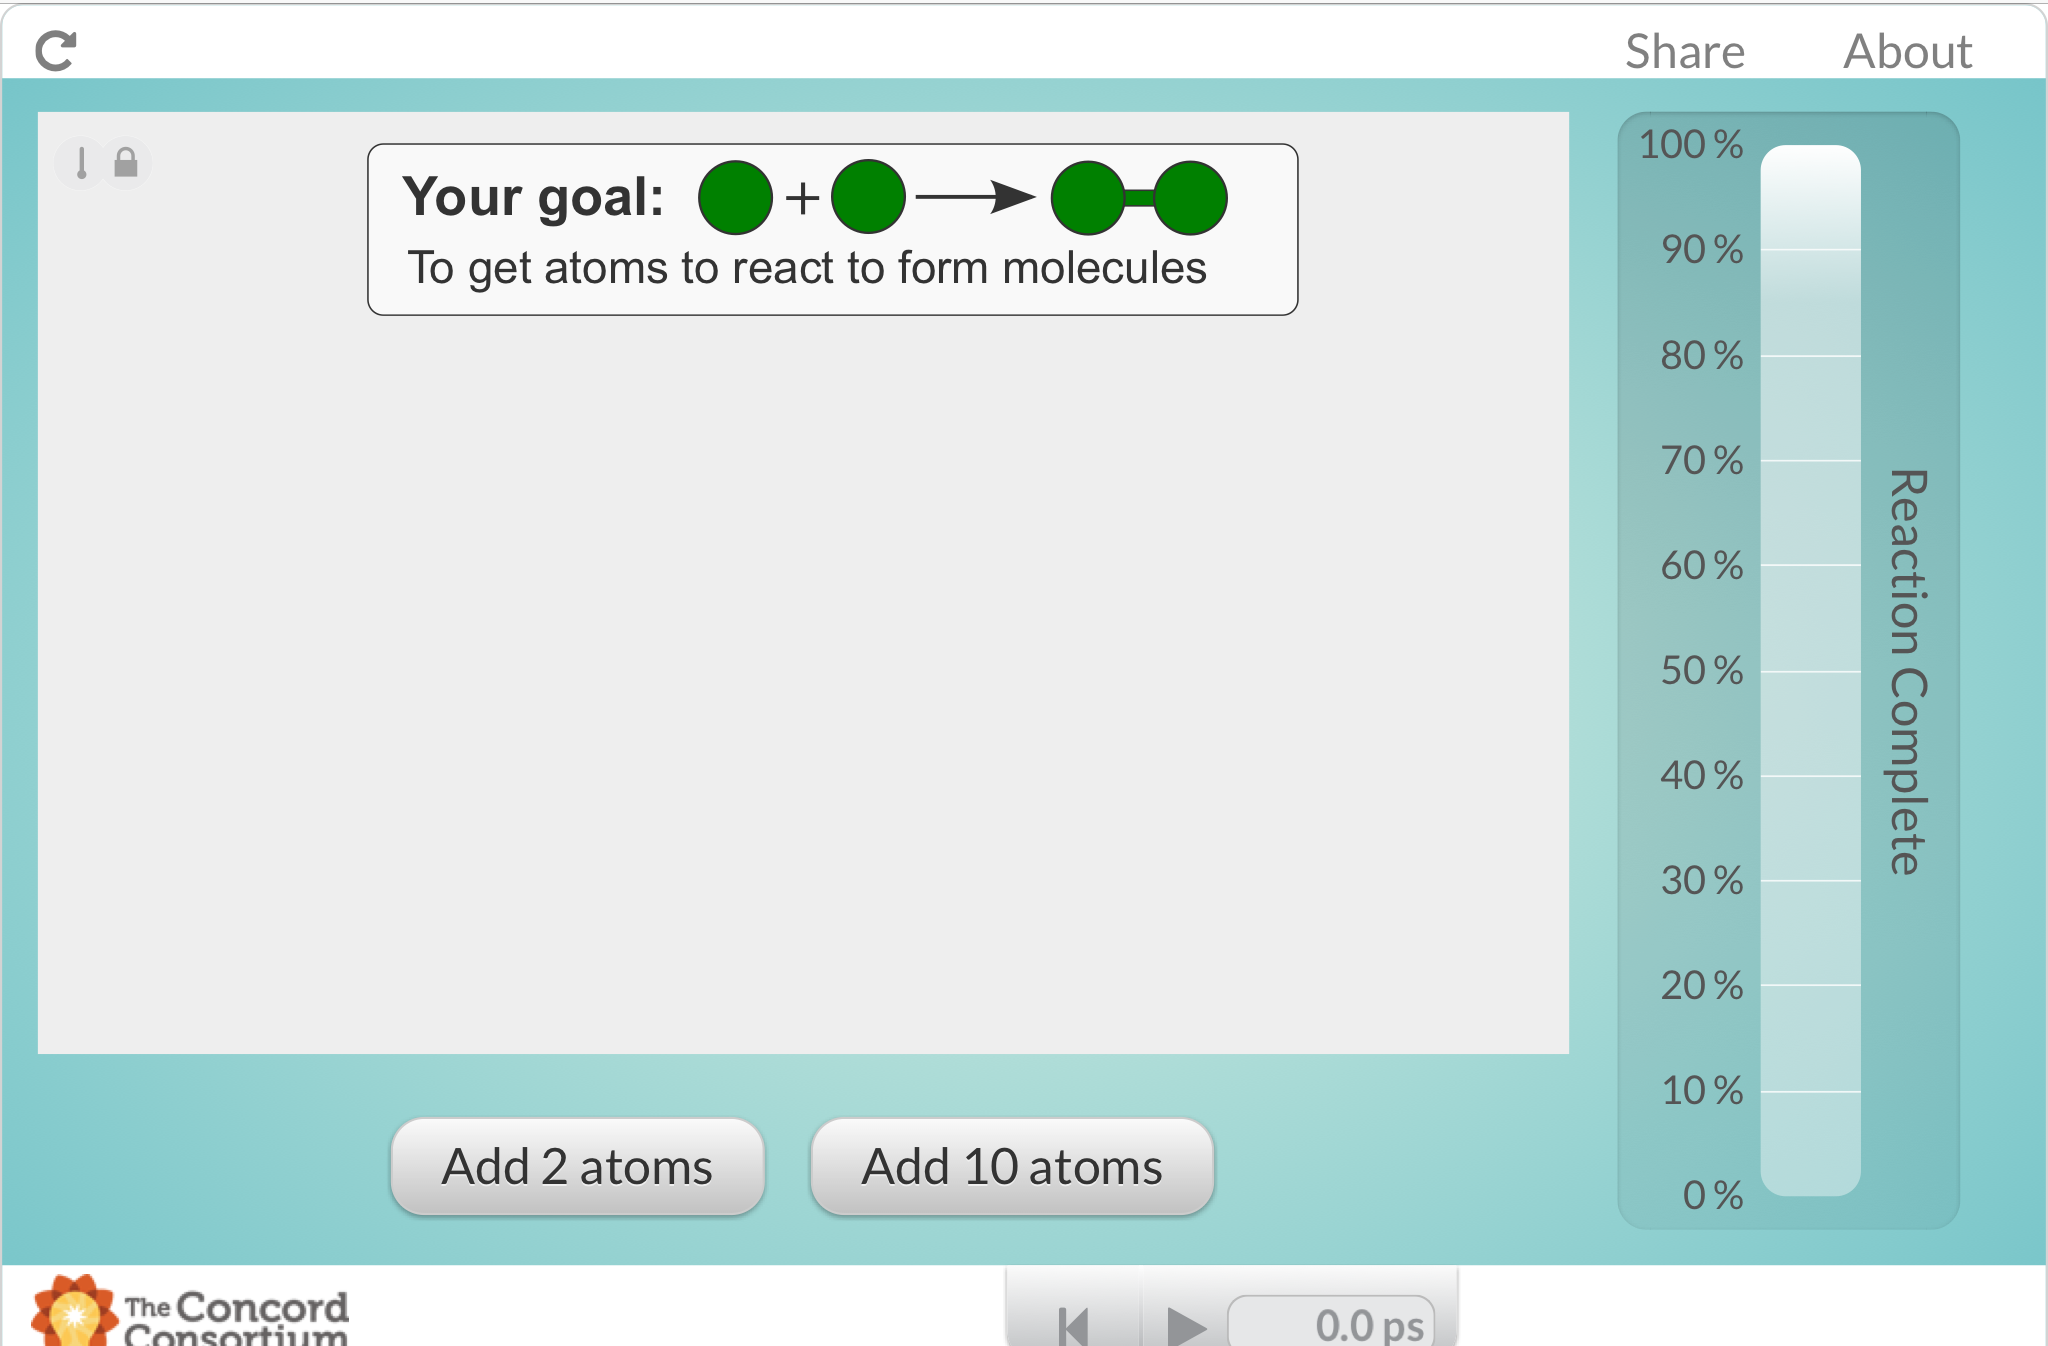 Share About
Your goal: +
To get atoms to react to form molecules
100 %
90 %
80 %
70 %
60 %
50 %
40 %
30 %
20 %
10 %
0 %
Reaction Complete
Add 2 atoms
Add 10 atoms
The Concord
Consortium
0.0 ps